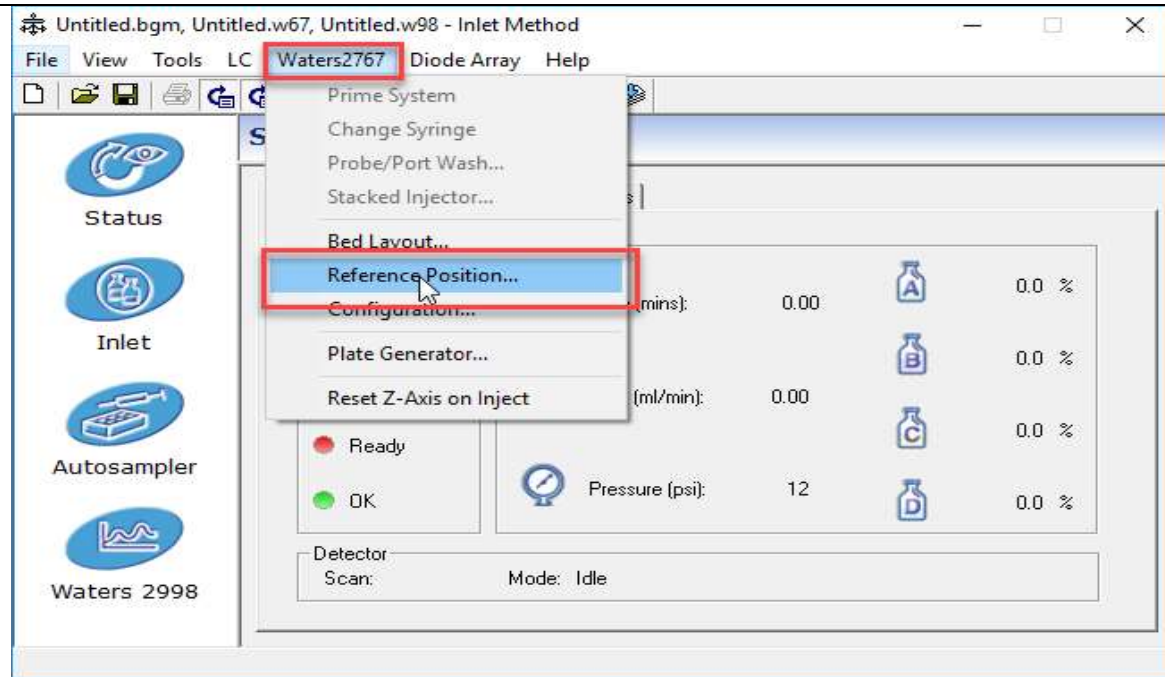 Untitled.bgm, Untitled.w67, Untitled.w98 - Inlet Method
File View Tools LC Waters2767 Diode Array Help
Prime System
Change Syringe
Probe/Port Wash...
Stacked Injector...
Bed Layout...
Reference Position...
Configuration...
Plate Generator...
Reset Z-Axis on Inject
Status
Inlet
Autosampler
Waters 2998
S
s
(mins): 0.00
(ml/min): 0.00
Pressure (psi): 12
A 0.0 %
B 0.0 %
C 0.0 %
D 0.0 %
Ready
OK
Detector
Scan: Mode: Idle